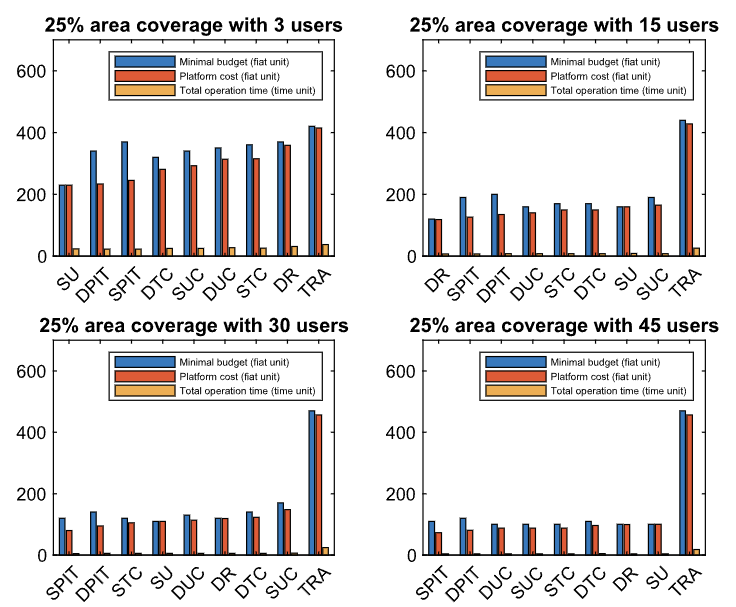 25% area coverage with 3 users
600
400
200
0
Minimal budget (fiat unit)
Platform cost (fiat unit)
Total operation time (time unit)
SU DPIT SPIT DTC SUC DUC STC DR TRA
25% area coverage with 15 users
600
400
200
0
Minimal budget (fiat unit)
Platform cost (fiat unit)
Total operation time (time unit)
DR SPIT DPIT DUC STC DTC SU SUC TRA
25% area coverage with 30 users
600
400
200
0
Minimal budget (fiat unit)
Platform cost (fiat unit)
Total operation time (time unit)
SPIT DPIT STC SU DUC DR DTC SUC TRA
25% area coverage with 45 users
600
400
200
0
Minimal budget (fiat unit)
Platform cost (fiat unit)
Total operation time (time unit)
SPIT DPIT DUC SUC STC DTC DR SU TRA